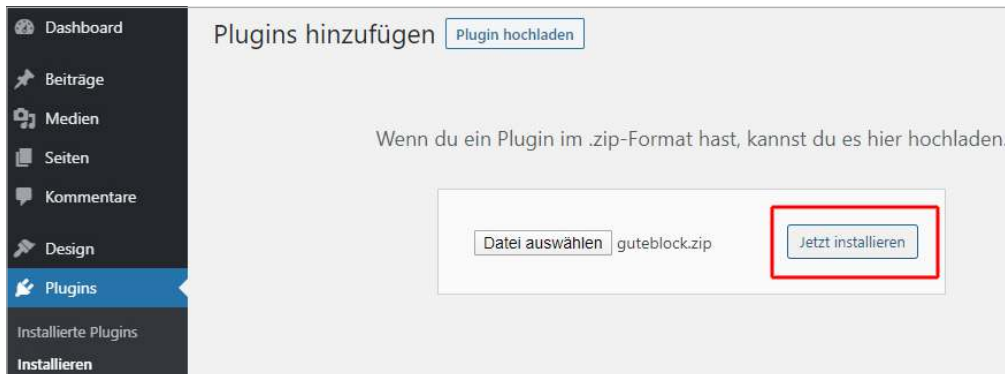 Dashboard
Beiträge
Medien
Seiten
Kommentare
Design
Plugins
Installierte Plugins
Installieren
Plugins hinzufügen Plugin hochladen
Wenn du ein Plugin im .zip-Format hast, kannst du es hier hochladen.
Datei auswählen guteblock.zip Jetzt installieren